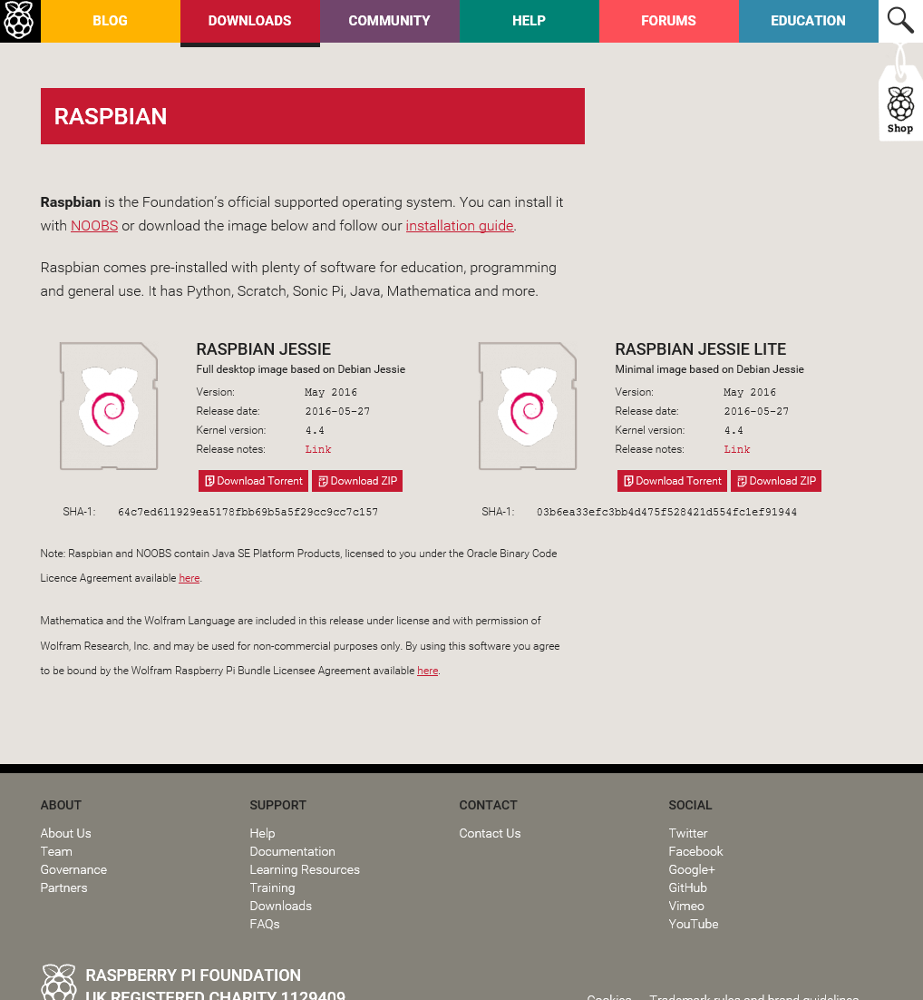 BLOG DOWNLOADS COMMUNITY HELP FORUMS EDUCATION
Shop
RASPBIAN
Raspbian is the Foundation's official supported operating system. You can install it
with NOOBS or download the image below and follow our installation guide.
Raspbian comes pre-installed with plenty of software for education, programming
and general use. It has Python, Scratch, Sonic Pi, Java, Mathematica and more.
RASPBIAN JESSIE
Full desktop image based on Debian Jessie
Version: May 2016
Release date: 2016-05-27
Kernel version: 4.4
Release notes: Link
Download Torrent Download ZIP
SHA-1: 64c7ed611929ea5178fbb69b5a5f29cc9cc7c157
RASPBIAN JESSIE LITE
Minimal image based on Debian Jessie
Version: May 2016
Release date: 2016-05-27
Kernel version: 4.4
Release notes: Link
Download Torrent Download ZIP
SHA-1: 03b6ea33efc3bb4d475f528421d554fc1ef91944
Note: Raspbian and NOOBS contain Java SE Platform Products, licensed to you under the Oracle Binary Code
Licence Agreement available here.
Mathematica and the Wolfram Language are included in this release under license and with permission of
Wolfram Research, Inc. and may be used for non-commercial purposes only. By using this software you agree
to be bound by the Wolfram Raspberry Pi Bundle Licensee Agreement available here.
ABOUT
About Us
Team
Governance
Partners
SUPPORT
Help
Documentation
Learning Resources
Training
Downloads
FAQs
CONTACT
Contact Us
SOCIAL
Twitter
Facebook
Google+
GitHub
Vimeo
YouTube
RASPBERRY PI FOUNDATION
UK REGISTERED CHARITY 1129409
Cookies Trademark rules and brand guidelines